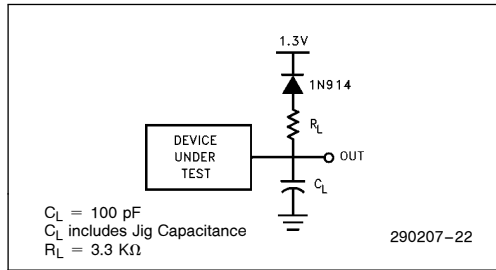 1.3V
1N914
R_L
DEVICE
UNDER
TEST
OUT
C_L
C_L = 100 pF
C_L includes Jig Capacitance
R_L = 3.3 KΩ
290207–22